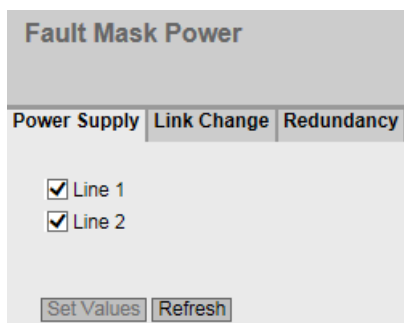 Fault Mask Power
Power Supply Link Change Redundancy
Line 1
Line 2
Set Values Refresh